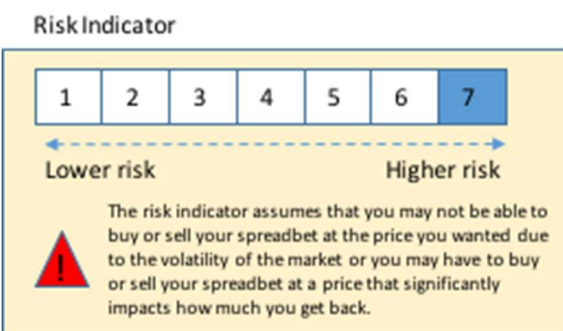 Risk Indicator
1 2 3 4 5 6 7
Lower risk Higher risk
The risk indicator assumes that you may not be able to
buy or sell your spreadbet at the price you wanted due
to the volatility of the market or you may have to buy
or sell your spreadbet at a price that significantly
impacts how much you get back.
!